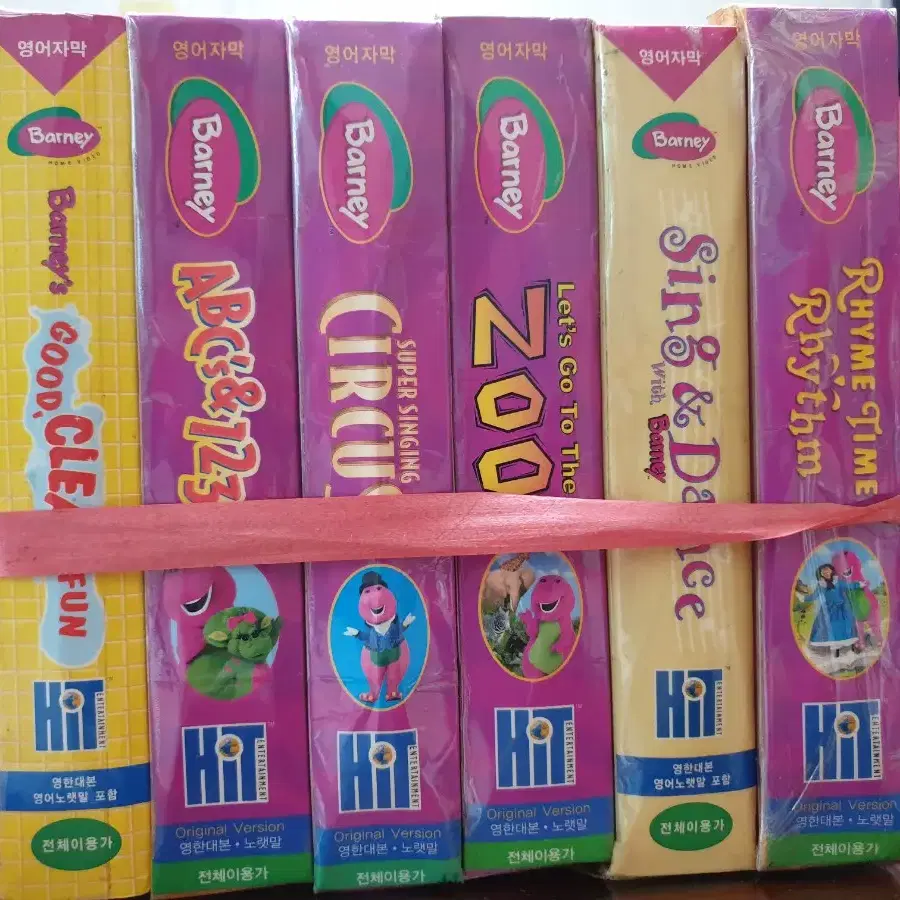 영어자막
Barney
HOME VIDEO
Barney's
GOOD,
CLEA
FUN
HiT
ENTERTAINMENT
영한대본
영어노랫말 포함
전체이용가
영어자막
Barney
ABC's & 123
HiT
ENTERTAINMENT
Original Version
영한대본・노랫말
전체이용가
영어자막
Barney
SUPER SINGING
CIRCUS
HiT
ENTERTAINMENT
Original Version
영한대본・노랫말
전체이용가
영어자막
Barney
Let's Go To The
ZOO
HiT
ENTERTAINMENT
Original Version
영한대본・노랫말
전체이용가
영어자막
Barney
HOME VIDEO
Sing & Dance
With Barney
HiT
ENTERTAINMENT
영한대본
영어노랫말 포함
전체이용가
영어자막
Barney
RHYME TIME
Rhythm
HiT
ENTERTAINMENT
Original Version
영한대본・노랫말
전체이용가